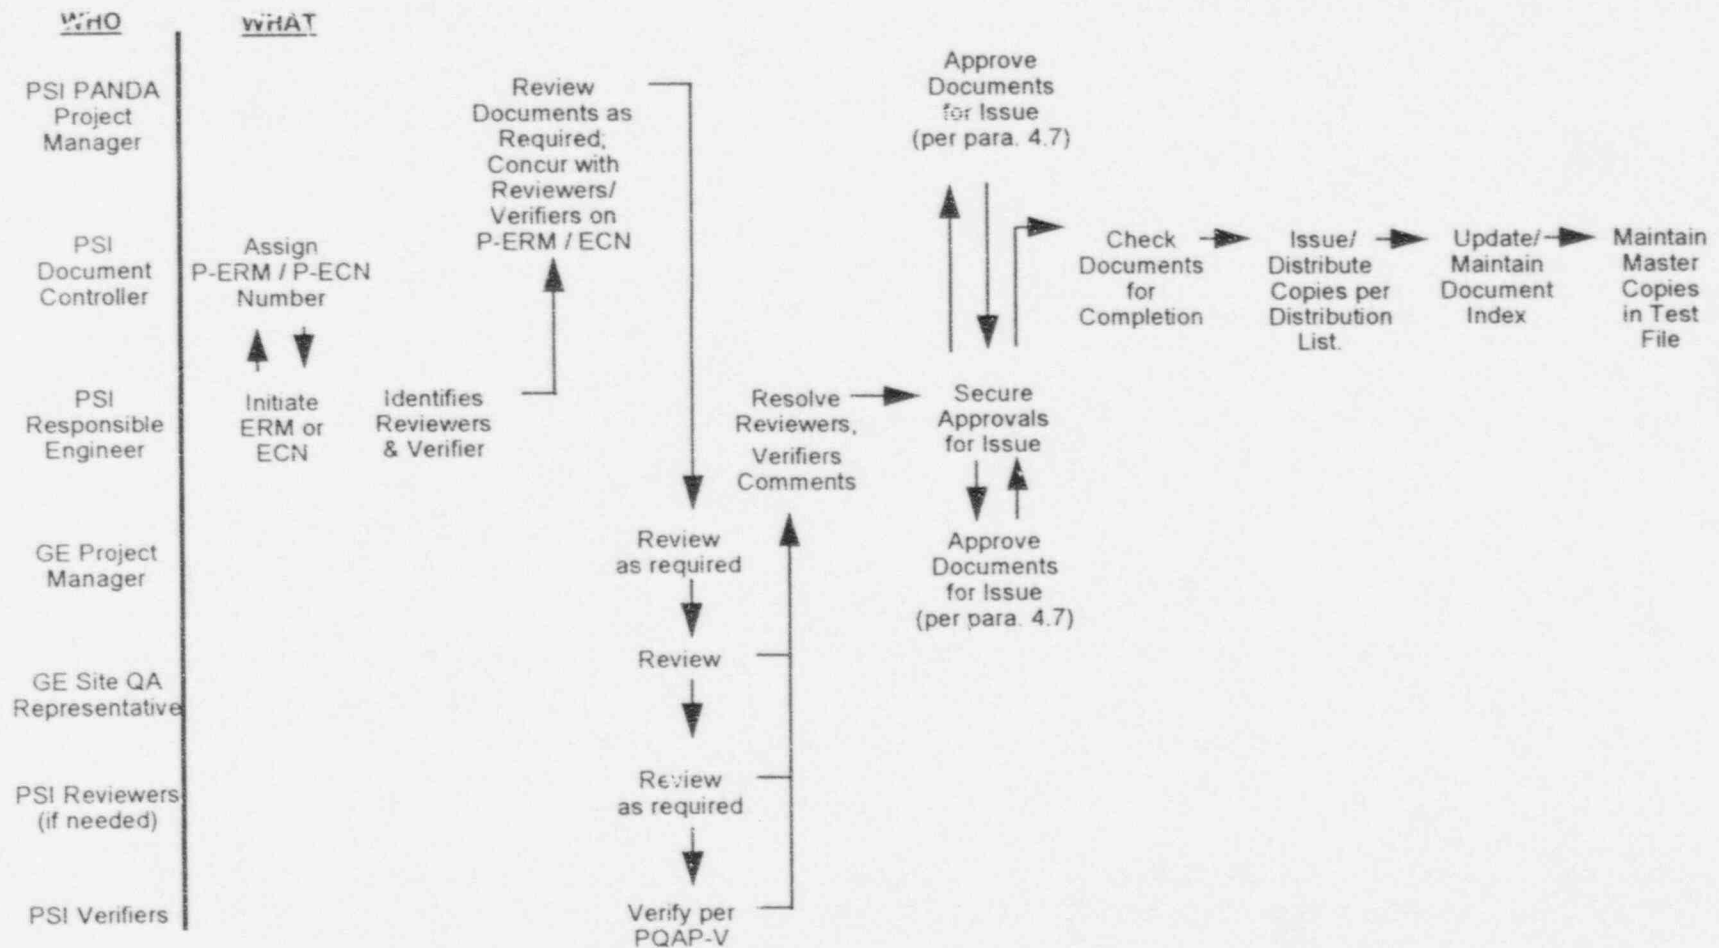 WHO
WHAT
PSI PANDA
Project
Manager
Review
Documents as
Required;
Concur with
Reviewers/
Verifiers on
P-ERM / ECN
Approve
Documents
for Issue
(per para. 4.7)
PSI
Document
Controller
Assign
P-ERM / P-ECN
Number
Check
Documents
for
Completion
Issue/
Distribute
Copies per
Distribution
List.
Update/
Maintain
Document
Index
Maintain
Master
Copies
in Test
File
PSI
Responsible
Engineer
Initiate
ERM or
ECN
Identifies
Reviewers
& Verifier
Resolve
Reviewers,
Verifiers
Comments
Secure
Approvals
for Issue
GE Project
Manager
Review
as required
Approve
Documents
for Issue
(per para. 4.7)
GE Site QA
Representative
Review
PSI Reviewers
(if needed)
Review
as required
PSI Verifiers
Verify per
PQAP-V